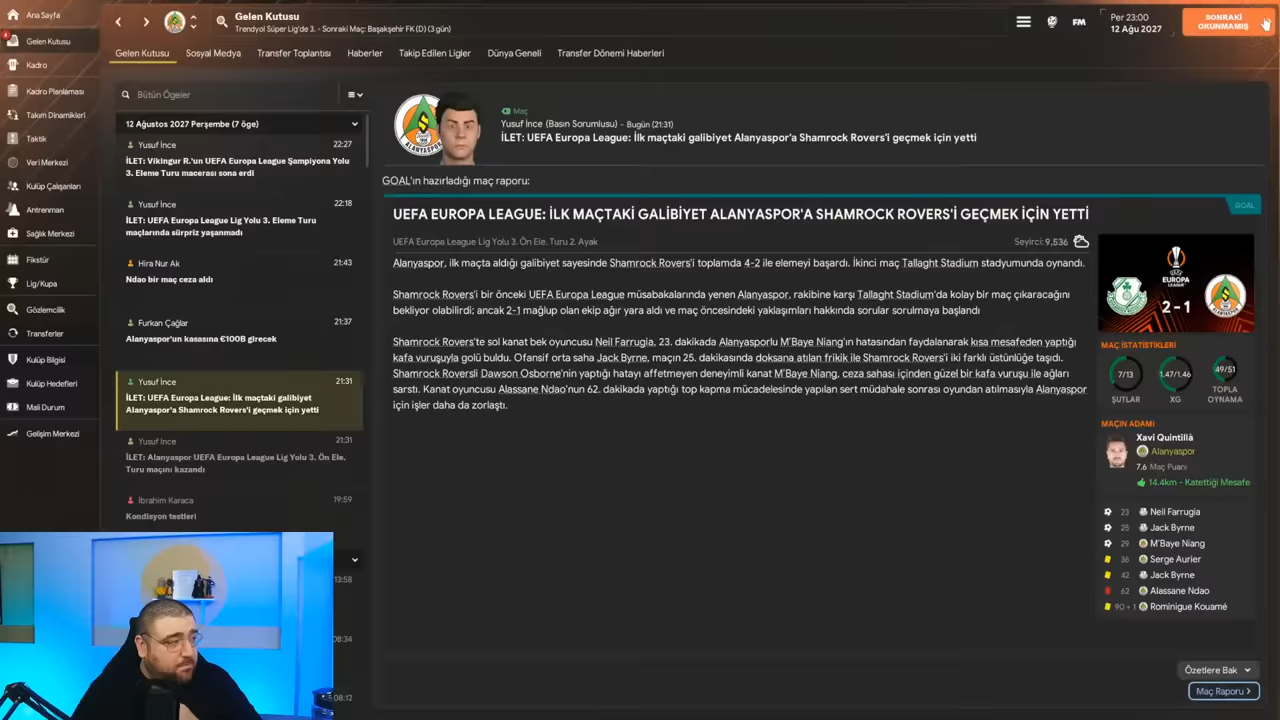 Ana Sayfa
Gelen Kutusu
Kadro
Kadro Planlaması
Takım Dinamikleri
Taktik
Veri Merkezi
Kulüp Çalışanları
Antrenman
Sağlık Merkezi
Fikstür
Lig/Kupa
Gözlemcilik
Transferler
Kulüp Bilgisi
Kulüp Hedefleri
Mali Durum
Gelişim Merkezi
Gelen Kutusu
Trendyol Süper Lig'de 3. - Sonraki Maç: Başakşehir FK (D) (3 gün)
FM
Per 23:00
12 Ağu 2027
SONRAKİ
OKUNMAMIŞ
Gelen Kutusu
Sosyal Medya
Transfer Toplantısı
Haberler
Takip Edilen Ligler
Dünya Geneli
Transfer Dönemi Haberleri
Bütün Ögeler
12 Ağustos 2027 Perşembe (7 öge)
Yusuf İnce 22:27
İLET: Vikingur R.'un UEFA Europa League Şampiyona Yolu
3. Eleme Turu macerası sona erdi
Yusuf İnce 22:18
İLET: UEFA Europa League Lig Yolu 3. Eleme Turu
maçlarında sürpriz yaşanmadı
Hira Nur Ak 21:43
Ndao bir maç ceza aldı
Furkan Çağlar 21:37
Alanyaspor'un kasasına €100B girecek
Yusuf İnce 21:31
İLET: UEFA Europa League: İlk maçtaki galibiyet
Alanyaspor'a Shamrock Rovers'i geçmek için yetti
Yusuf İnce 21:31
İLET: Alanyaspor UEFA Europa League Lig Yolu 3. Ön Ele.
Turu maçını kazandı
İbrahim Karaca 19:59
Kondisyon testleri
13:58
08:34
08:12
Maç
Yusuf İnce (Basın Sorumlusu) - Bugün (21:31)
İLET: UEFA Europa League: İlk maçtaki galibiyet Alanyaspor'a Shamrock Rovers'i geçmek için yetti
GOAL'ın hazırladığı maç raporu:
GOAL
UEFA EUROPA LEAGUE: İLK MAÇTAKİ GALİBİYET ALANYASPOR'A SHAMROCK ROVERS'İ GEÇMEK İÇİN YETTİ
UEFA Europa League Lig Yolu 3. Ön Ele. Turu 2. Ayak
Seyirci: 9,536
Alanyaspor, ilk maçta aldığı galibiyet sayesinde Shamrock Rovers'i toplamda 4-2 ile elemeyi başardı. İkinci maç Tallaght Stadium stadyumunda oynandı.
Shamrock Rovers'i bir önceki UEFA Europa League müsabakalarında yenen Alanyaspor, rakibine karşı Tallaght Stadium'da kolay bir maç çıkaracağını
bekliyor olabilirdi; ancak 2-1 mağlup olan ekip ağır yara aldı ve maç öncesindeki yaklaşımları hakkında sorular sorulmaya başlandı
Shamrock Rovers'te sol kanat bek oyuncusu Neil Farrugia, 23. dakikada Alanyasporlu M'Baye Niang'ın hatasından faydalanarak kısa mesafeden yaptığı
kafa vuruşuyla golü buldu. Ofansif orta saha Jack Byrne, maçın 25. dakikasında doksana atılan frikik ile Shamrock Rovers'i iki farklı üstünlüğe taşıdı.
Shamrock Roversli Dawson Osborne'nin yaptığı hatayı affetmeyen deneyimli kanat M'Baye Niang, ceza sahası içinden güzel bir kafa vuruşu ile ağları
sarstı. Kanat oyuncusu Alassane Ndao'nun 62. dakikada yaptığı top kapma mücadelesinde yapılan sert müdahale sonrası oyundan atılmasıyla Alanyaspor
için işler daha da zorlaştı.
EUROPA
LEAGUE
2 - 1
MAÇ İSTATİSTİKLERİ
7/13
1.47/1.46
49/51
ŞUTLAR
XG
TOPLA
OYNAMA
MAÇIN ADAMI
Xavi Quintillà
Alanyaspor
7.6 Maç Puanı
14.4km - Katettiği Mesafe
23 Neil Farrugia
25 Jack Byrne
29 M'Baye Niang
36 Serge Aurier
42 Jack Byrne
62 Alassane Ndao
90 + 1 Rominigue Kouamé
Özetlere Bak
Maç Raporu >